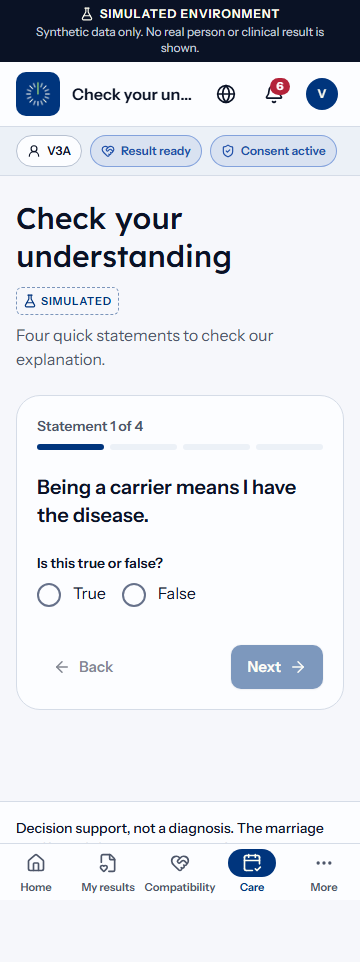 SIMULATED ENVIRONMENT
Synthetic data only. No real person or clinical result is
shown.
Check your un...
6
V
V3A
Result ready
Consent active
Check your
understanding
SIMULATED
Four quick statements to check our
explanation.
Statement 1 of 4
Being a carrier means I have
the disease.
Is this true or false?
True
False
Back
Next
Decision support, not a diagnosis. The marriage
Home
My results
Compatibility
Care
More